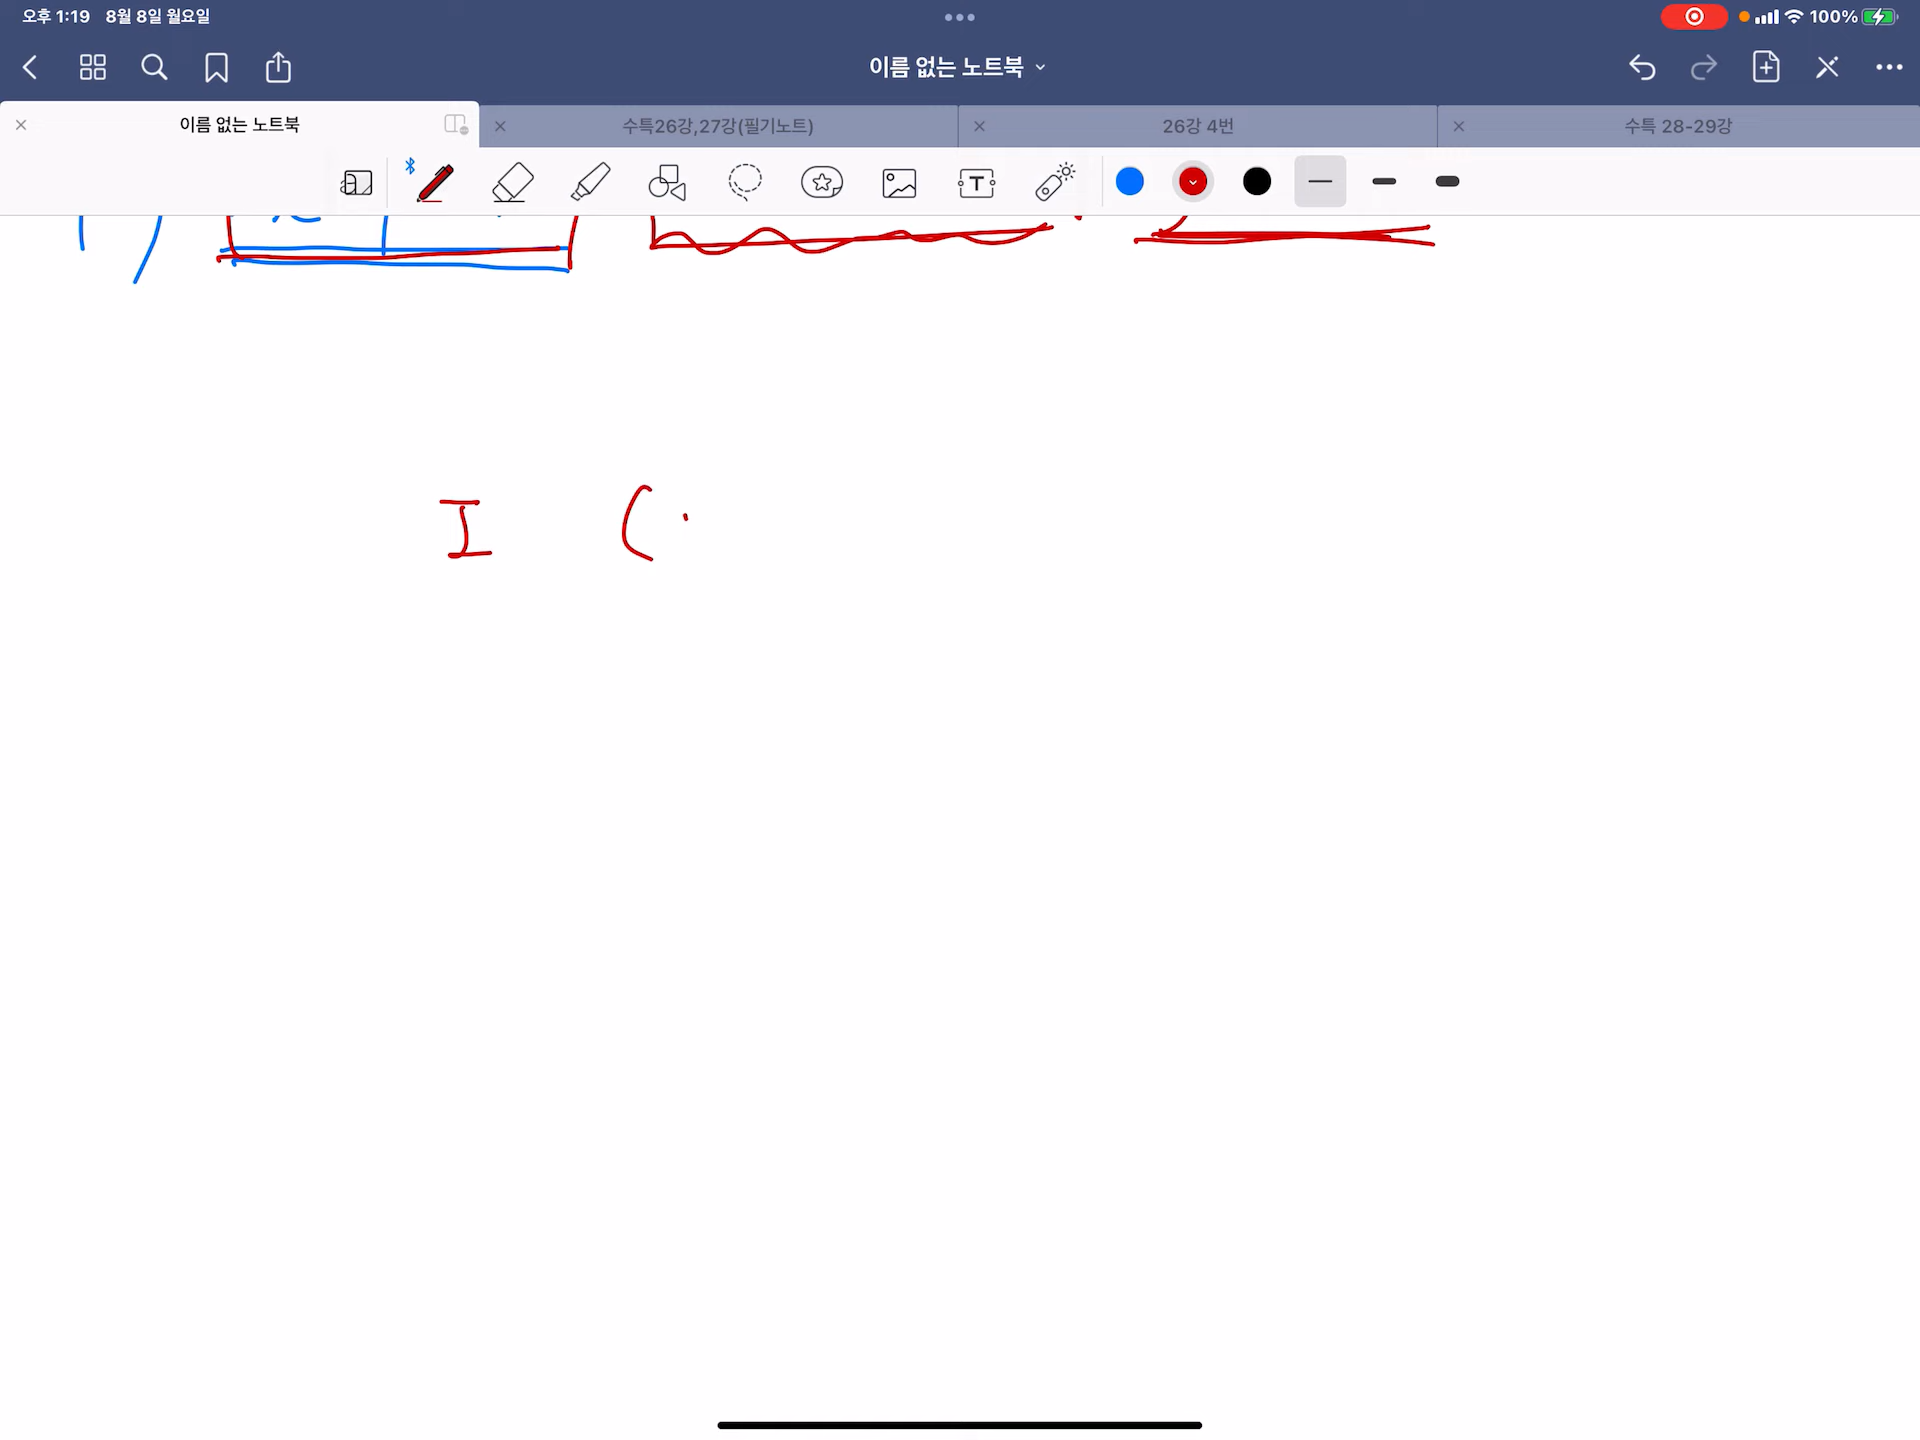 오후 1:19 8월 8일 월요일
100%
이름 없는 노트북
이름 없는 노트북
수특26강,27강(필기노트)
26강 4번
수특 28-29강
I (